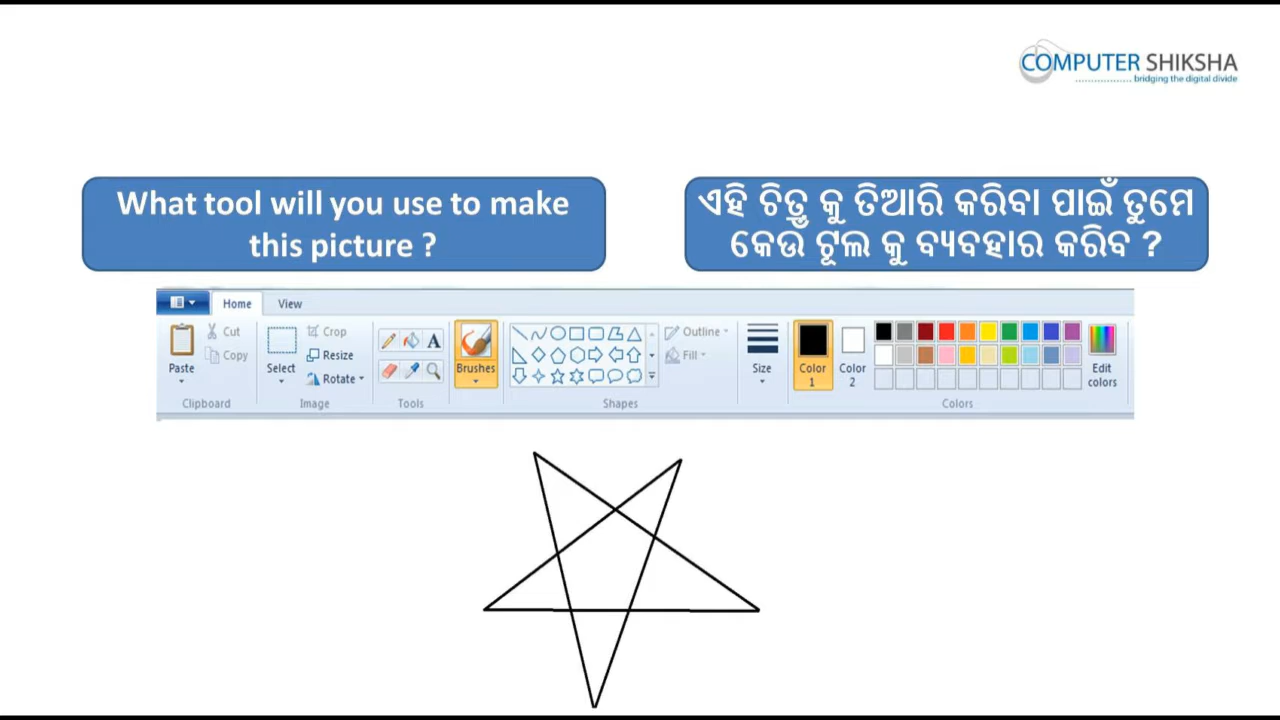 COMPUTER SHIKSHA
bridging the digital divide
What tool will you use to make
this picture ?
ଏହି ଚିତ୍ର କୁ ତିଆରି କରିବା ପାଇଁ ତୁମେ
କେଉଁ ଟୂଲ କୁ ବ୍ୟବହାର କରିବ ?
Home View
Paste
Cut
Copy
Clipboard
Select
Crop
Resize
Rotate
Image
A
Tools
Brushes
Outline
Fill
Shapes
Size
Color
1
Color
2
Edit
colors
Colors